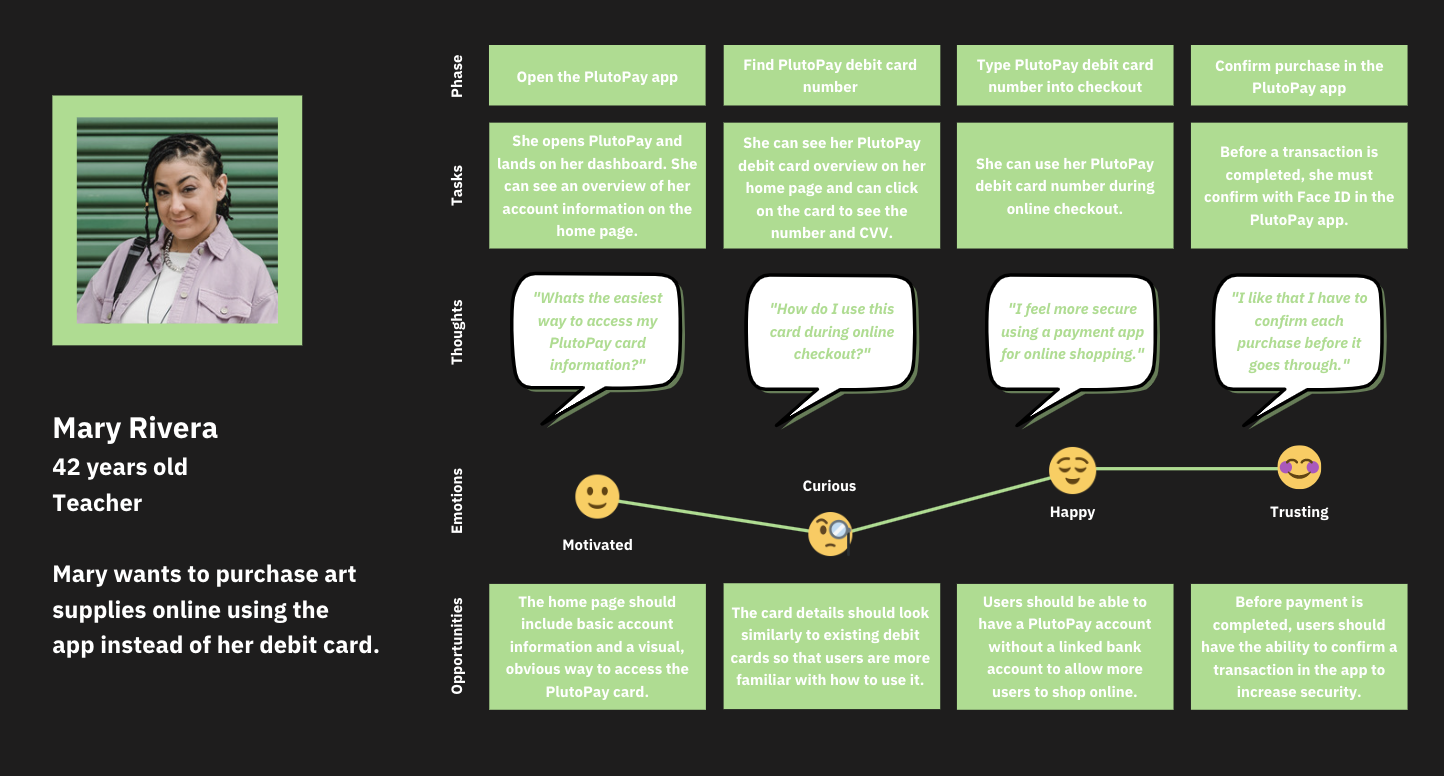 Mary Rivera
42 years old
Teacher
Mary wants to purchase art
supplies online using the
app instead of her debit card.
Phase
Open the PlutoPay app
Find PlutoPay debit card
number
Type PlutoPay debit card
number into checkout
Confirm purchase in the
PlutoPay app
Tasks
She opens PlutoPay and
lands on her dashboard. She
can see an overview of her
account information on the
home page.
She can see her PlutoPay
debit card overview on her
home page and can click
on the card to see the
number and CVV.
She can use her PlutoPay
debit card number during
online checkout.
Before a transaction is
completed, she must
confirm with Face ID in the
PlutoPay app.
Thoughts
"Whats the easiest
way to access my
PlutoPay card
information?"
"How do I use this
card during online
checkout?"
"I feel more secure
using a payment app
for online shopping."
"I like that I have to
confirm each
purchase before it
goes through."
Emotions
Motivated
Curious
Happy
Trusting
Opportunities
The home page should
include basic account
information and a visual,
obvious way to access the
PlutoPay card.
The card details should look
similarly to existing debit
cards so that users are more
familiar with how to use it.
Users should be able to
have a PlutoPay account
without a linked bank
account to allow more
users to shop online.
Before payment is
completed, users should
have the ability to confirm a
transaction in the app to
increase security.